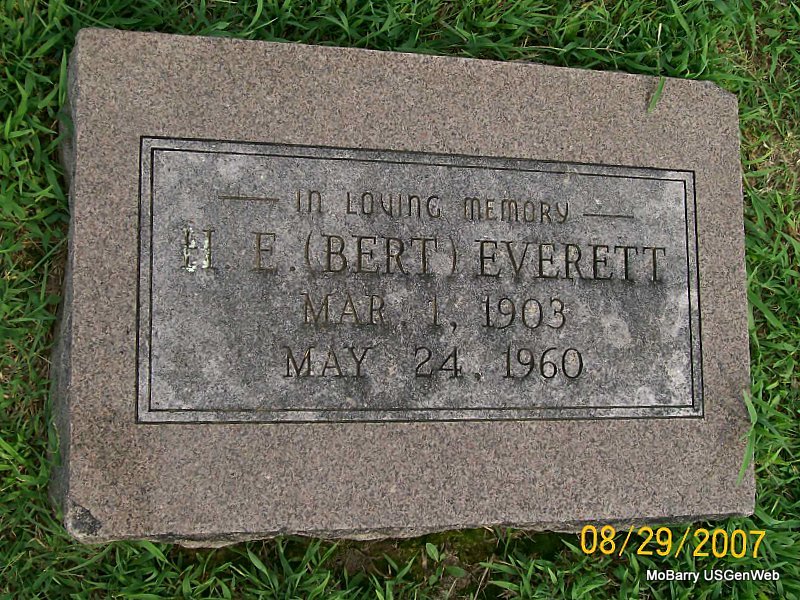 In Loving Memory
H. E. (BERT) EVERETT
MAR. 1, 1903
MAY 24, 1960
08/29/2007
MoBarry USGenWeb